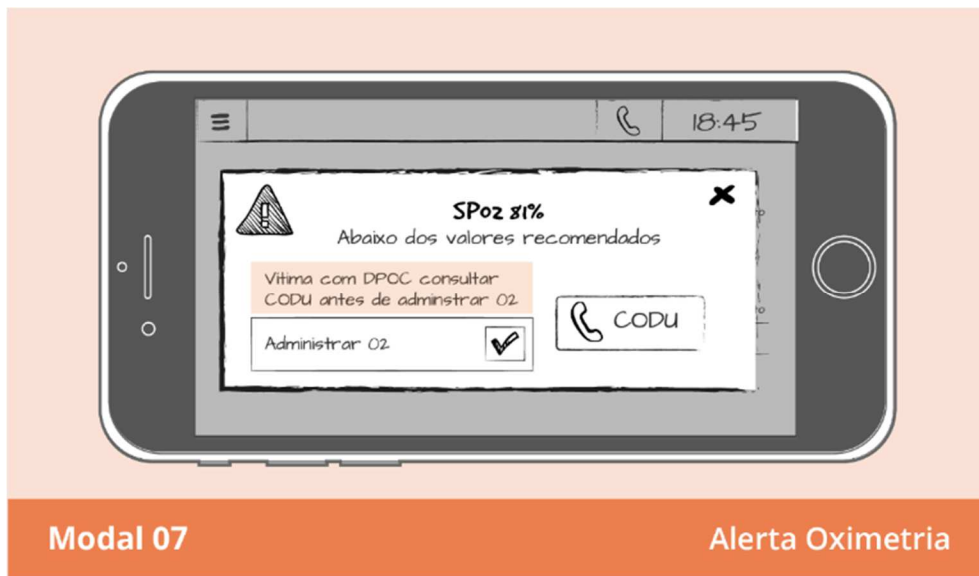 18:45
SPO2 81%
Abaixo dos valores recomendados
Vitima com DPOC consultar
CODU antes de adminstrar O2
Administrar O2
CODU
Modal 07
Alerta Oximetria